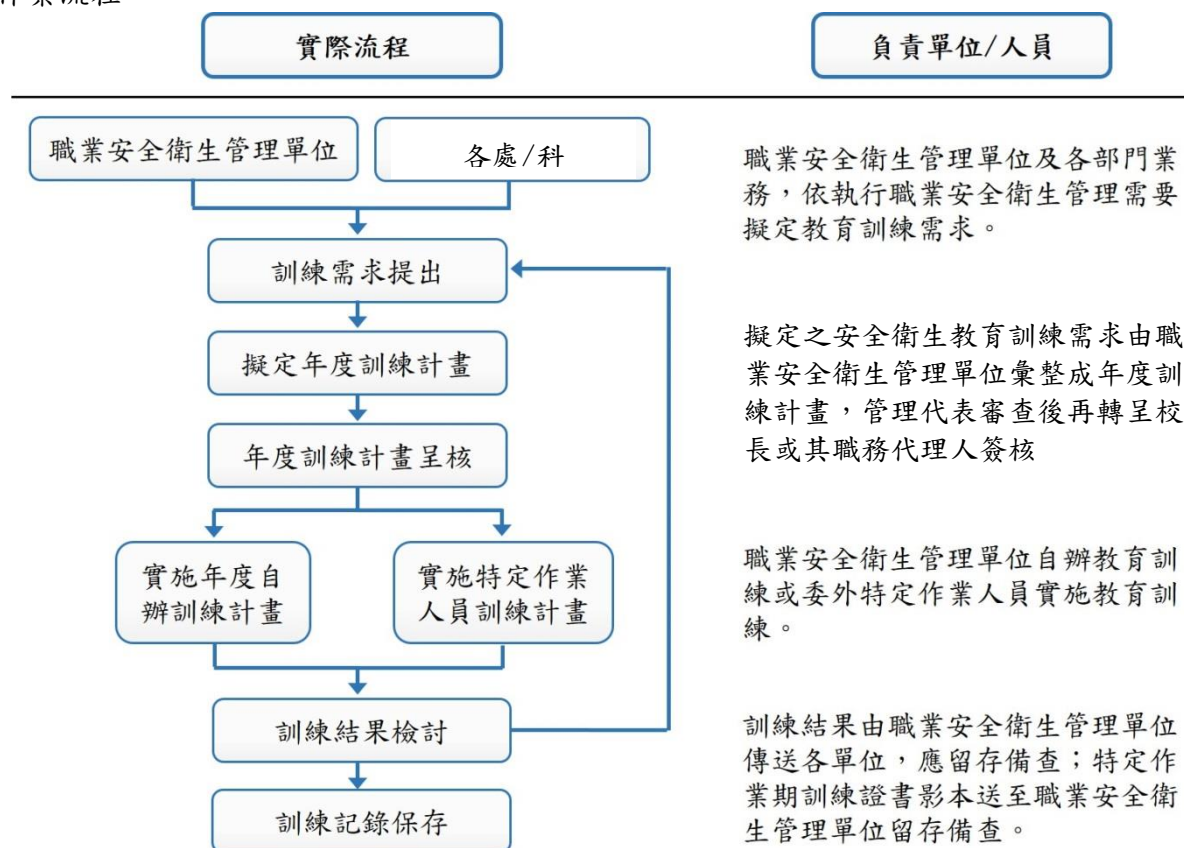 實際流程
負責單位/人員
職業安全衛生管理單位
各處/科
職業安全衛生管理單位及各部門業
務，依執行職業安全衛生管理需要
擬定教育訓練需求。
訓練需求提出
擬定年度訓練計畫
擬定之安全衛生教育訓練需求由職
業安全衛生管理單位彙整成年度訓
練計畫，管理代表審查後再轉呈校
長或其職務代理人簽核
年度訓練計畫呈核
實施年度自
辦訓練計畫
實施特定作業
人員訓練計畫
職業安全衛生管理單位自辦教育訓
練或委外特定作業人員實施教育訓
練。
訓練結果檢討
訓練記錄保存
訓練結果由職業安全衛生管理單位
傳送各單位，應留存備查；特定作
業期訓練證書影本送至職業安全衛
生管理單位留存備查。